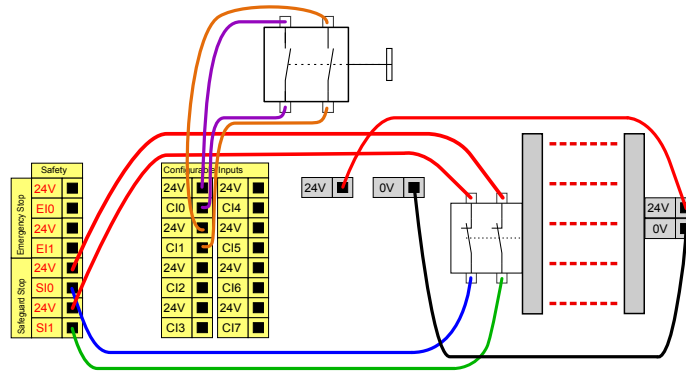 Safety
Emergency Stop
24V
EI0
24V
EI1
Safeguard Stop
24V
SI0
24V
SI1
Configurable Inputs
24V 24V
CI0 CI4
24V 24V
CI1 CI5
24V 24V
CI2 CI6
24V 24V
CI3 CI7
24V
0V
24V
0V